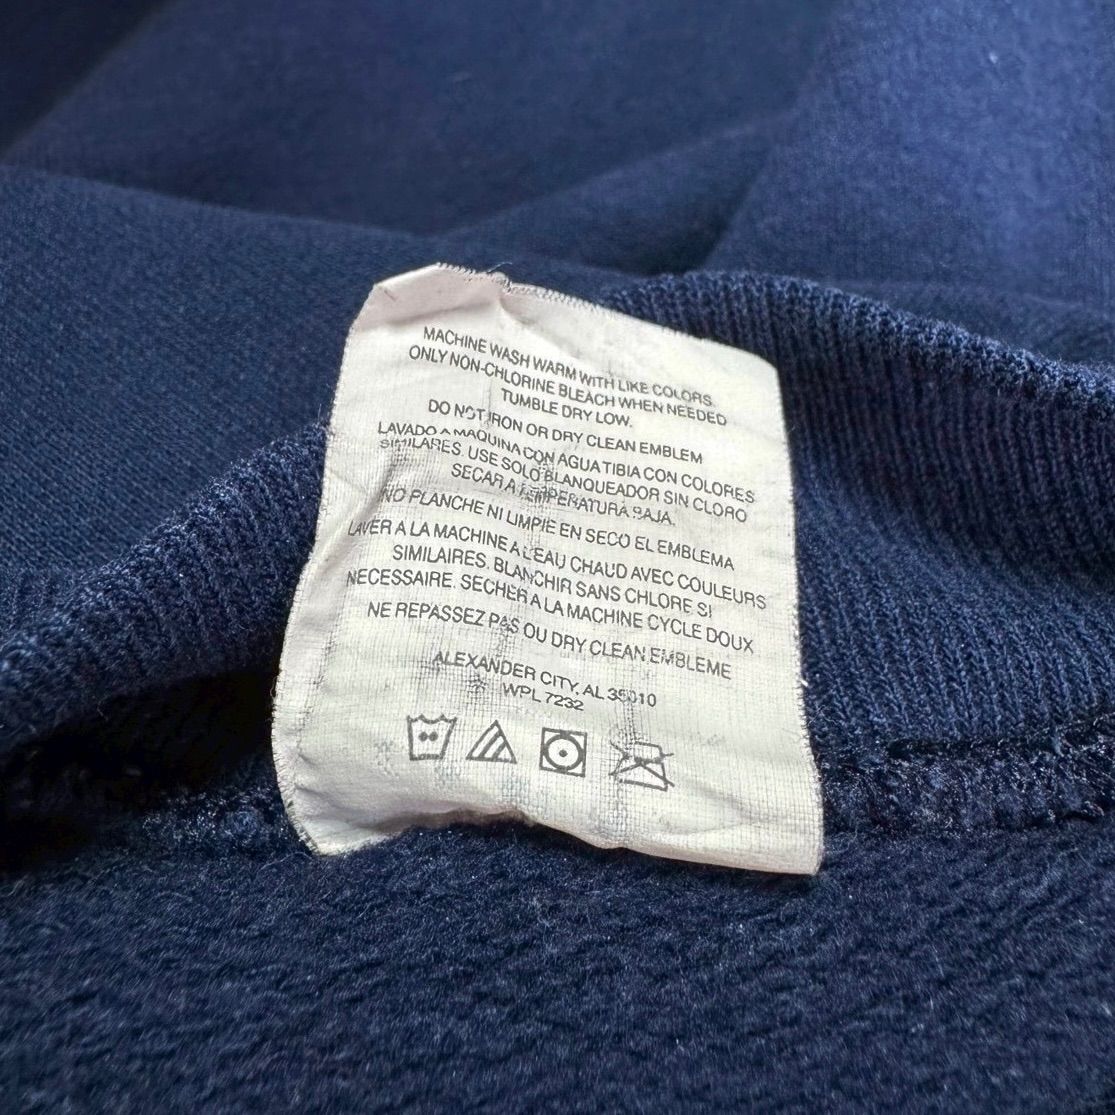 MACHINE WASH WARM WITH LIKE COLORS.
ONLY NON-CHLORINE BLEACH WHEN NEEDED
TUMBLE DRY LOW.
DO NOT IRON OR DRY CLEAN EMBLEM
LAVADO A MAQUINA CON AGUA TIBIA CON COLORES
SIMILARES. USE SOLO BLANQUEADOR SIN CLORO
SECAR A TEMPERATURA BAJA.
NO PLANCHE NI LIMPIE EN SECO EL EMBLEMA
LAVER A LA MACHINE A L'EAU CHAUD AVEC COULEURS
SIMILAIRES. BLANCHIR SANS CHLORE SI
NECESSAIRE. SECHER A LA MACHINE CYCLE DOUX
NE REPASSEZ PAS OU DRY CLEAN EMBLEME
ALEXANDER CITY, AL 35010
WPL 7232